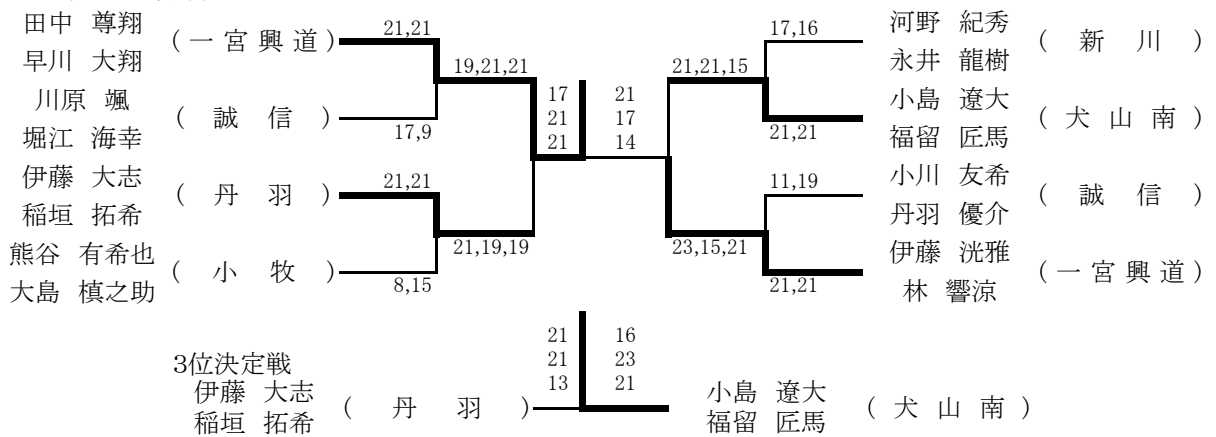 田中 尊翔
早川 大翔
(一宮興道)
21,21
川原 颯
堀江 海幸
(誠信)
17,9
19,21,21
伊藤 大志
稲垣 拓希
(丹羽)
21,21
熊谷 有希也
大島 槙之助
(小牧)
8,15
21,19,19
17
21
21
21
17
14
河野 紀秀
永井 龍樹
(新川)
17,16
小島 遼大
福留 匠馬
(犬山南)
21,21
21,21,15
小川 友希
丹羽 優介
(誠信)
11,19
伊藤 洸雅
林 響涼
(一宮興道)
21,21
23,15,21
3位決定戦
伊藤 大志
稲垣 拓希
(丹羽)
21
21
13
16
23
21
小島 遼大
福留 匠馬
(犬山南)